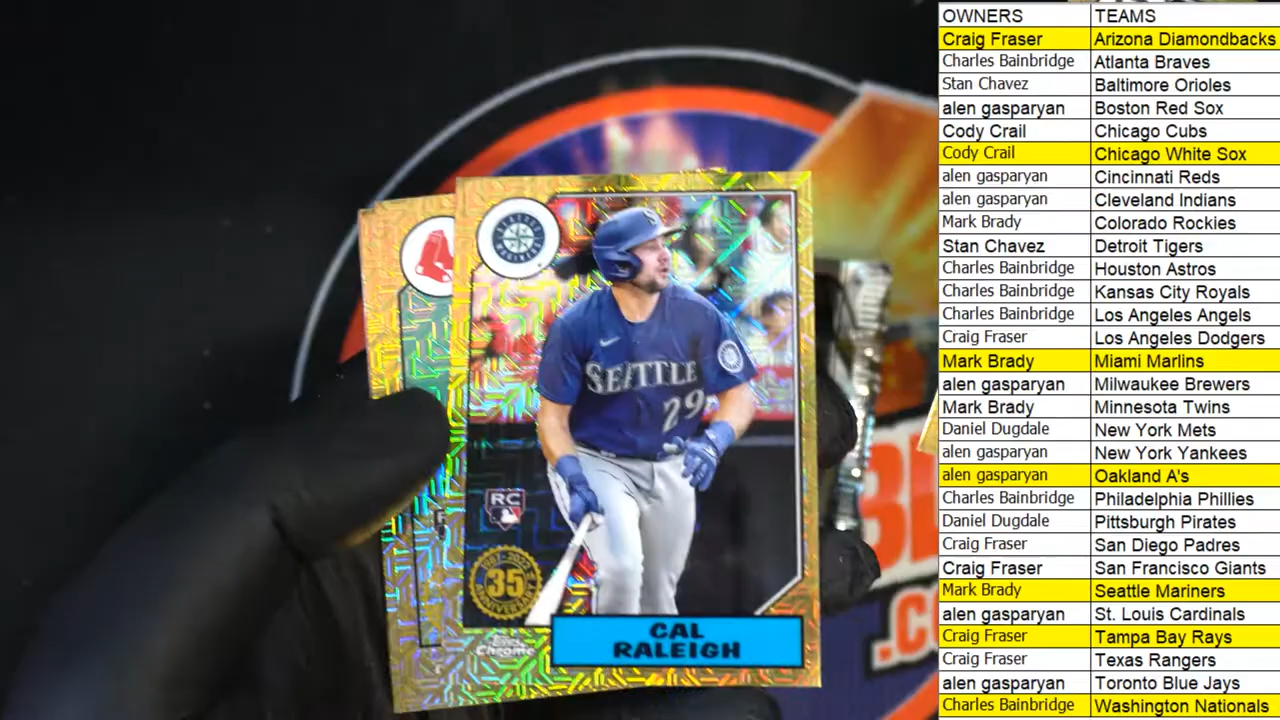 OWNERS TEAMS
Craig Fraser Arizona Diamondbacks
Charles Bainbridge Atlanta Braves
Stan Chavez Baltimore Orioles
alen gasparyan Boston Red Sox
Cody Crail Chicago Cubs
Cody Crail Chicago White Sox
alen gasparyan Cincinnati Reds
alen gasparyan Cleveland Indians
Mark Brady Colorado Rockies
Stan Chavez Detroit Tigers
Charles Bainbridge Houston Astros
Charles Bainbridge Kansas City Royals
Charles Bainbridge Los Angeles Angels
Craig Fraser Los Angeles Dodgers
Mark Brady Miami Marlins
alen gasparyan Milwaukee Brewers
Mark Brady Minnesota Twins
Daniel Dugdale New York Mets
alen gasparyan New York Yankees
alen gasparyan Oakland A's
Charles Bainbridge Philadelphia Phillies
Daniel Dugdale Pittsburgh Pirates
Craig Fraser San Diego Padres
Craig Fraser San Francisco Giants
Mark Brady Seattle Mariners
alen gasparyan St. Louis Cardinals
Craig Fraser Tampa Bay Rays
Craig Fraser Texas Rangers
alen gasparyan Toronto Blue Jays
Charles Bainbridge Washington Nationals
SEATTLE
29
RC
1987-2022
35
ANNIVERSARY
Topps
Chrome
CAL
RALEIGH